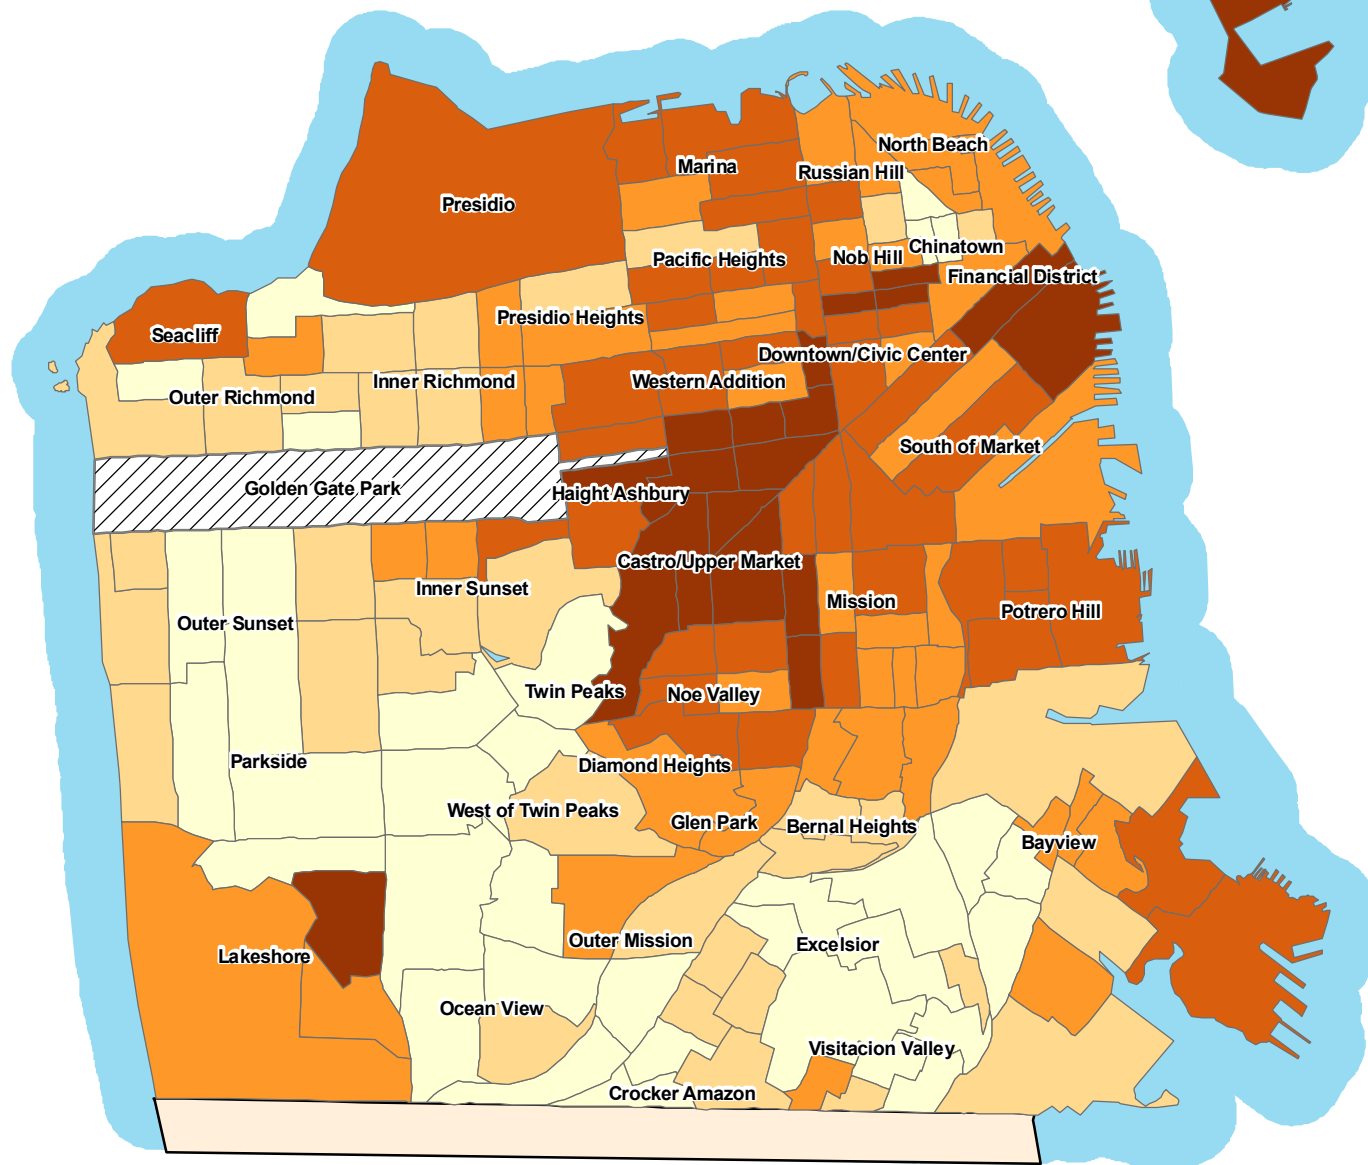 North Beach
Marina
Russian Hill
Presidio
Chinatown
Nob Hill
Pacific Heights
Financial District
Presidio Heights
Seacliff
Downtown/Civic Center
Inner Richmond
Western Addition
Outer Richmond
South of Market
Golden Gate Park
Haight Ashbury
Castro/Upper Market
Inner Sunset
Mission
Potrero Hill
Outer Sunset
Twin Peaks
Noe Valley
Parkside
Diamond Heights
West of Twin Peaks
Glen Park
Bernal Heights
Bayview
Outer Mission
Excelsior
Lakeshore
Ocean View
Visitacion Valley
Crocker Amazon